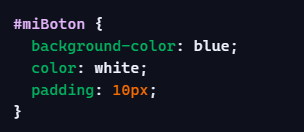 #miBoton {
  background-color: blue;
  color: white;
  padding: 10px;
}